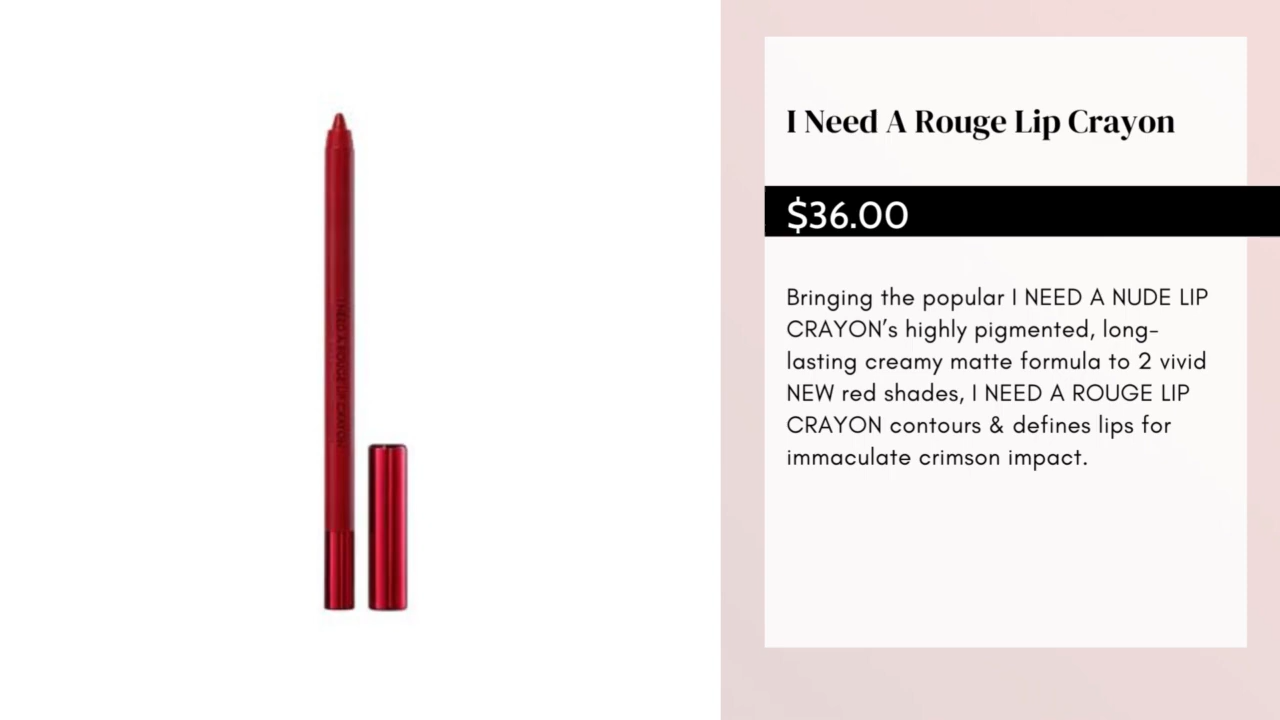 I Need A Rouge Lip Crayon
$36.00
Bringing the popular I NEED A NUDE LIP
CRAYON’s highly pigmented, long-
lasting creamy matte formula to 2 vivid
NEW red shades, I NEED A ROUGE LIP
CRAYON contours & defines lips for
immaculate crimson impact.
I NEED A ROUGE LIP CRAYON